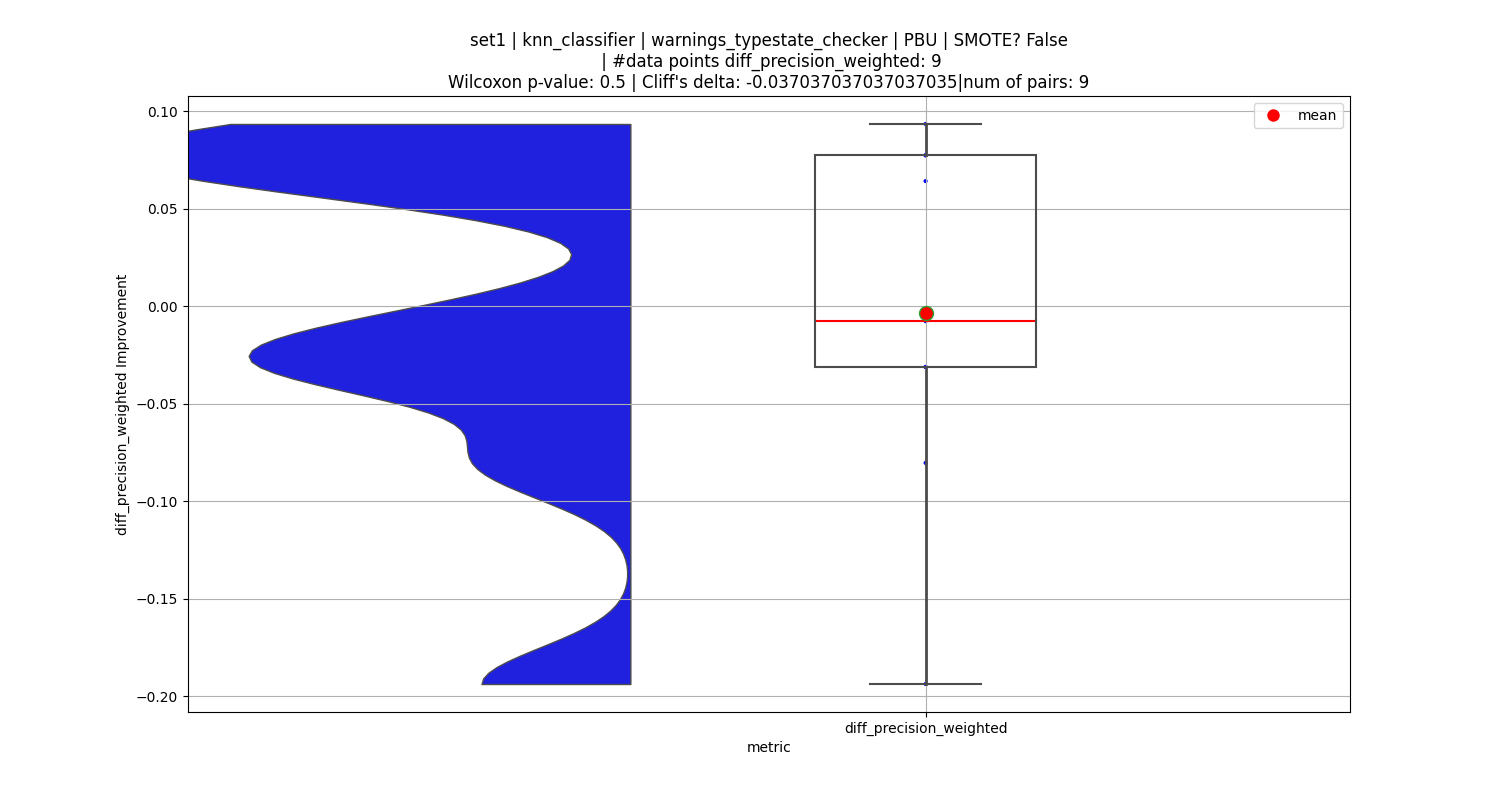 set1 | knn_classifier | warnings_typestate_checker | PBU | SMOTE? False
| #data points diff_precision_weighted: 9
Wilcoxon p-value: 0.5 | Cliff's delta: -0.037037037037037035|num of pairs: 9
mean
0.10
0.05
0.00
−0.05
−0.10
−0.15
−0.20
diff_precision_weighted Improvement
diff_precision_weighted
metric